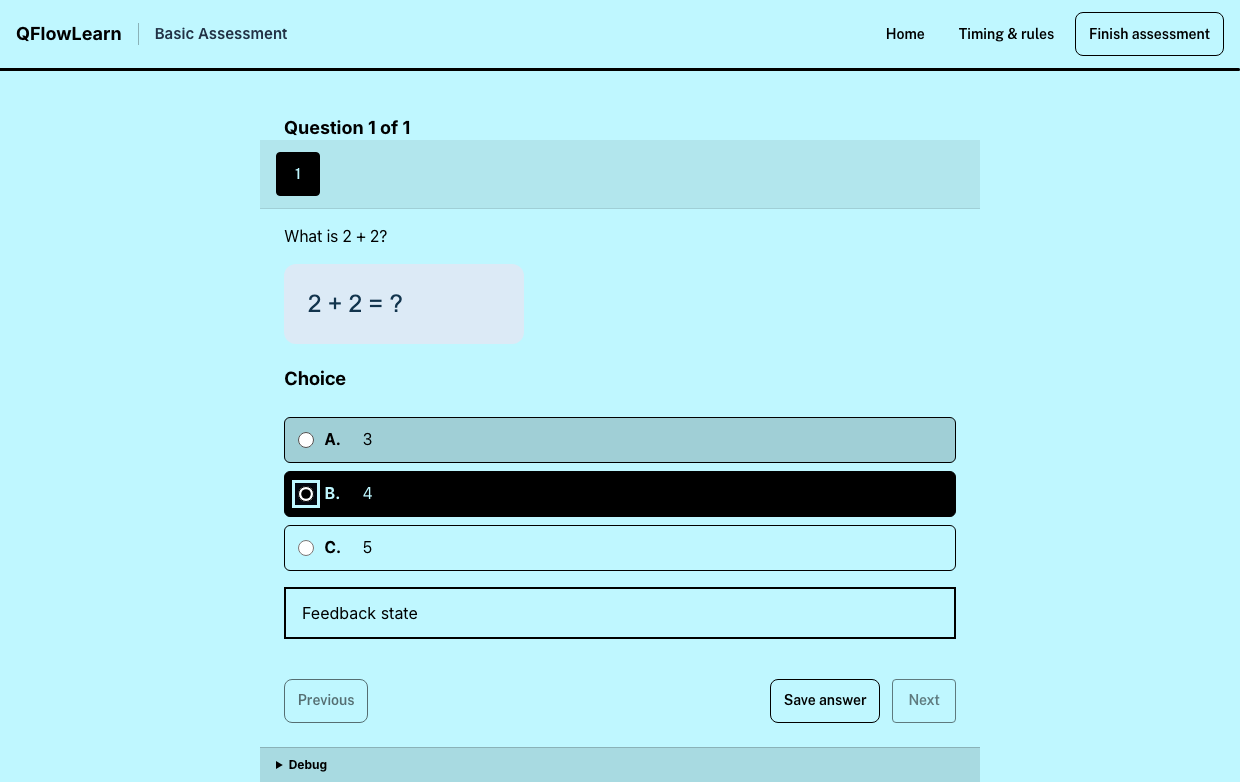 QFlowLearn
Basic Assessment
Home
Timing & rules
Finish assessment
Question 1 of 1
1
What is 2 + 2?
2 + 2 = ?
Choice
A. 3
B. 4
C. 5
Feedback state
Previous
Save answer
Next
Debug